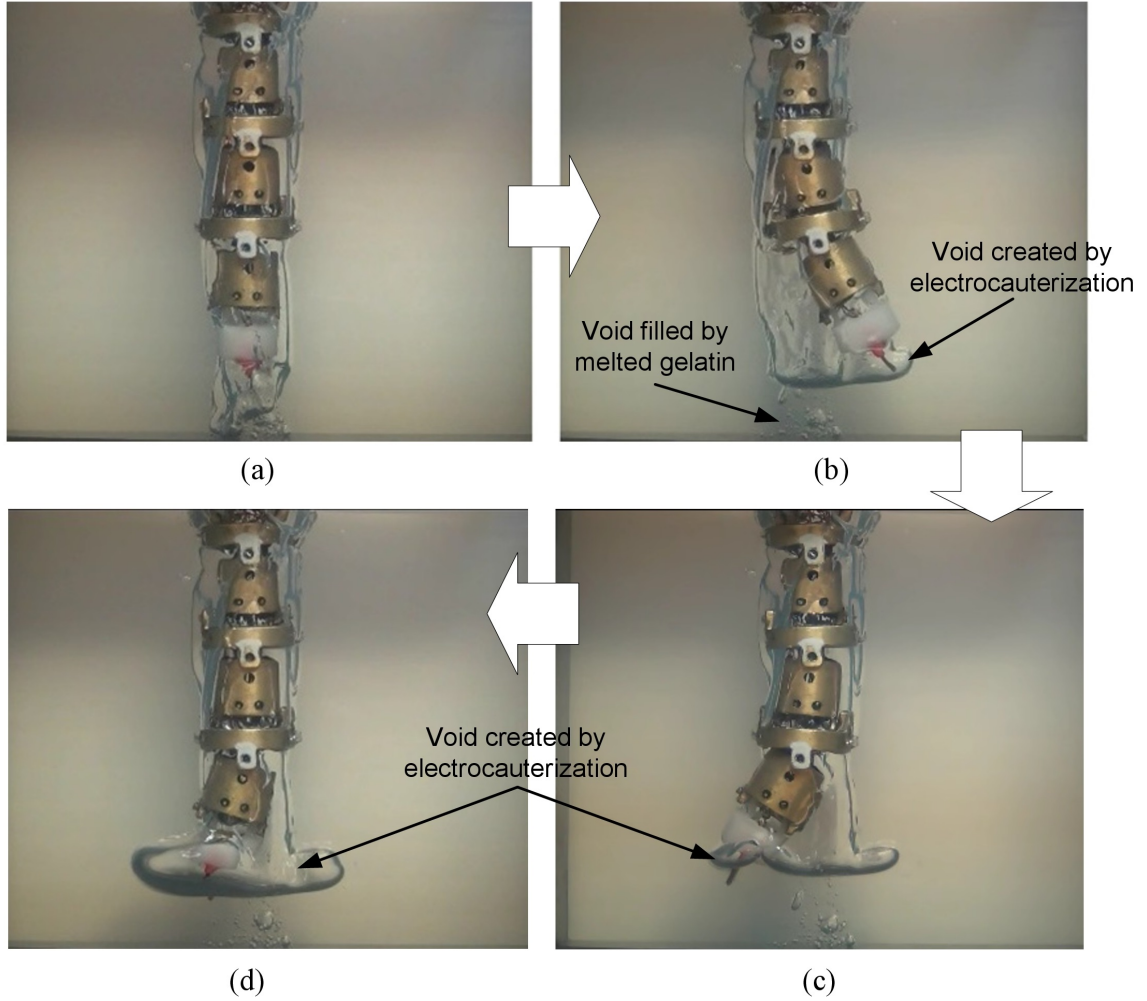 Void created by
electrocauterization
Void filled by
melted gelatin
(a)
(b)
Void created by
electrocauterization
(d)
(c)